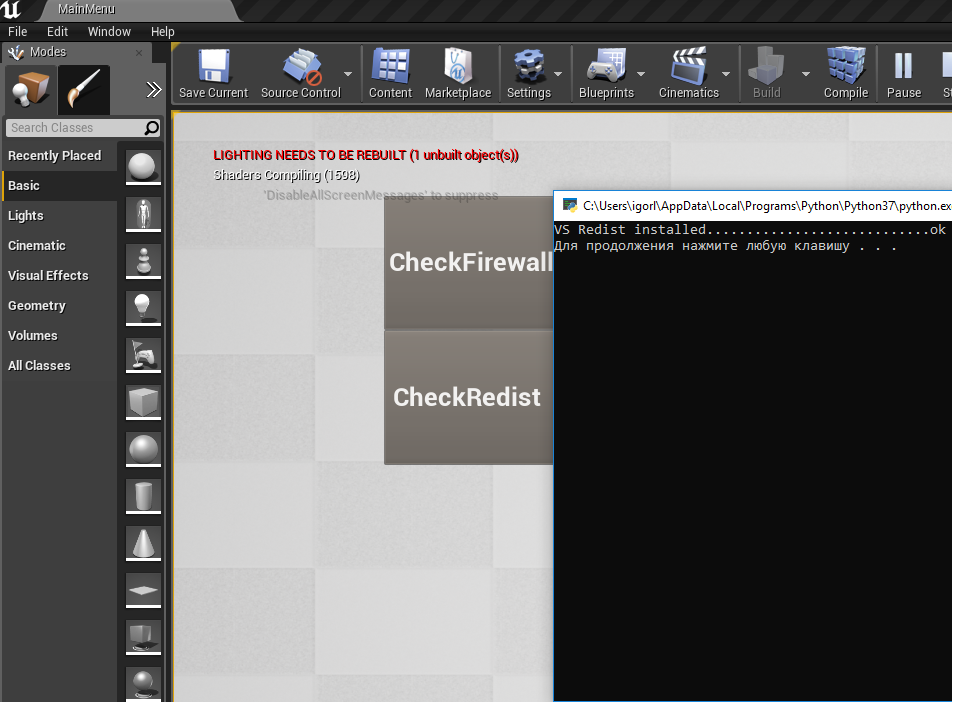 MainMenu
File Edit Window Help
Modes
Save Current Source Control Content Marketplace Settings Blueprints Cinematics Build Compile Pause
Search Classes
Recently Placed
Basic
Lights
Cinematic
Visual Effects
Geometry
Volumes
All Classes
LIGHTING NEEDS TO BE REBUILT (1 unbuilt object(s))
Shaders Compiling (1598)
'DisableAllScreenMessages' to suppress
CheckFirewall
CheckRedist
C:\Users\igorl\AppData\Local\Programs\Python\Python37\python.ex
VS Redist installed............................ok
Для продолжения нажмите любую клавишу . . .